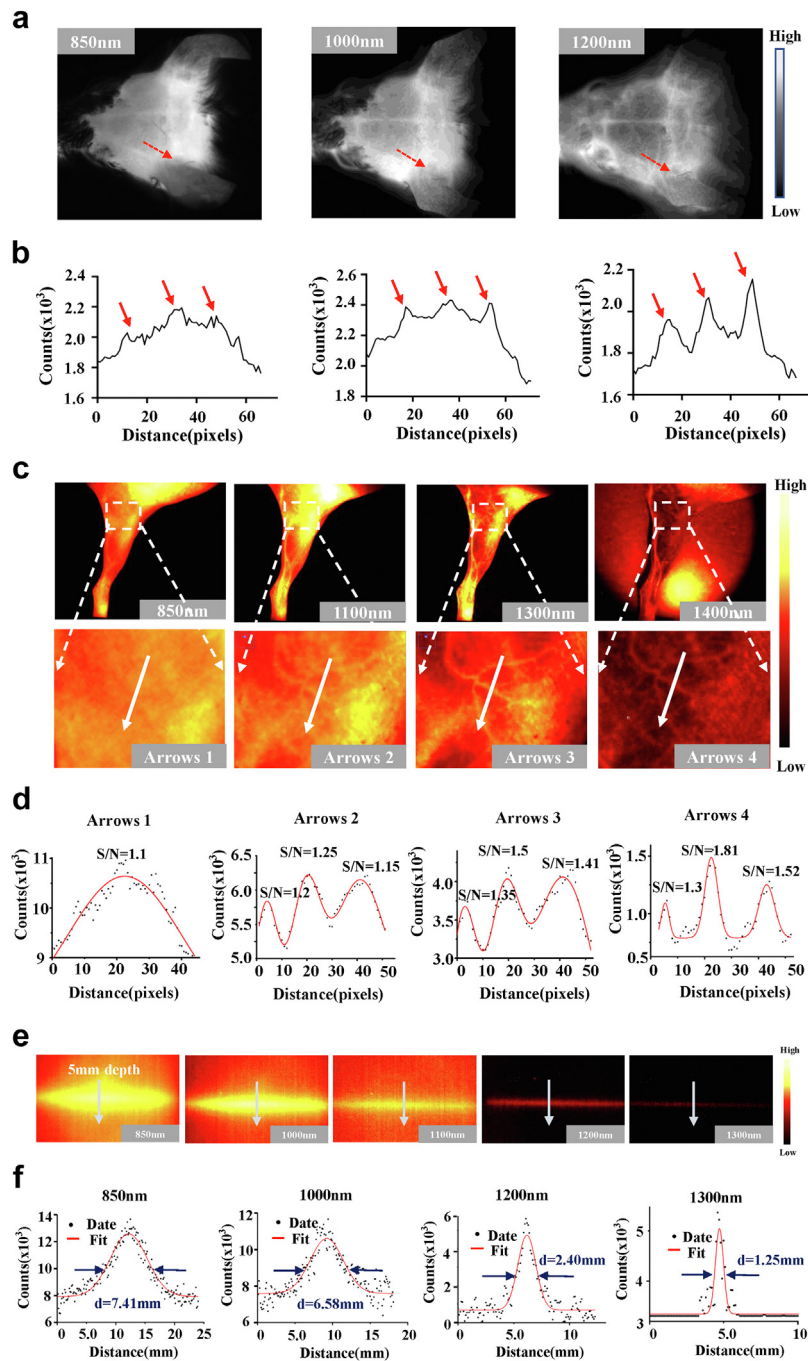 a
850nm
1000nm
1200nm
High
Low
b
Counts(x10³)
2.4
2.2
2.0
1.8
1.6
0 20 40 60
Distance(pixels)
Counts(x10³)
2.6
2.4
2.2
2.0
1.8
0 20 40 60
Distance(pixels)
Counts(x10³)
2.2
2.0
1.8
1.6
0 20 40 60
Distance(pixels)
c
850nm
1100nm
1300nm
1400nm
High
Low
Arrows 1
Arrows 2
Arrows 3
Arrows 4
d
Arrows 1
S/N=1.1
Counts(x10³)
11
10
9
0 10 20 30 40
Distance(pixels)
Arrows 2
S/N=1.25
S/N=1.15
S/N=1.2
Counts(x10³)
6.5
6.0
5.5
5.0
0 10 20 30 40 50
Distance(pixels)
Arrows 3
S/N=1.5
S/N=1.41
S/N=1.35
Counts(x10³)
4.5
4.0
3.5
3.0
0 10 20 30 40 50
Distance(pixels)
Arrows 4
S/N=1.81
S/N=1.52
S/N=1.3
Counts(x10³)
1.5
1.0
0.5
0 10 20 30 40 50
Distance(pixels)
e
5mm depth
850nm
1000nm
1100nm
1200nm
1300nm
High
Low
f
850nm
Date
Fit
d=7.41mm
Counts(x10³)
14
12
10
8
6
0 5 10 15 20 25
Distance(mm)
1000nm
Date
Fit
d=6.58mm
Counts(x10³)
12
10
8
6
0 5.0 10 15 20
Distance(mm)
1200nm
Date
Fit
d=2.40mm
Counts(x10³)
6
4
2
0
0 5.0 10
Distance(mm)
1300nm
Date
Fit
d=1.25mm
Counts(x10³)
5
4
3
0 5.0 10
Distance(mm)